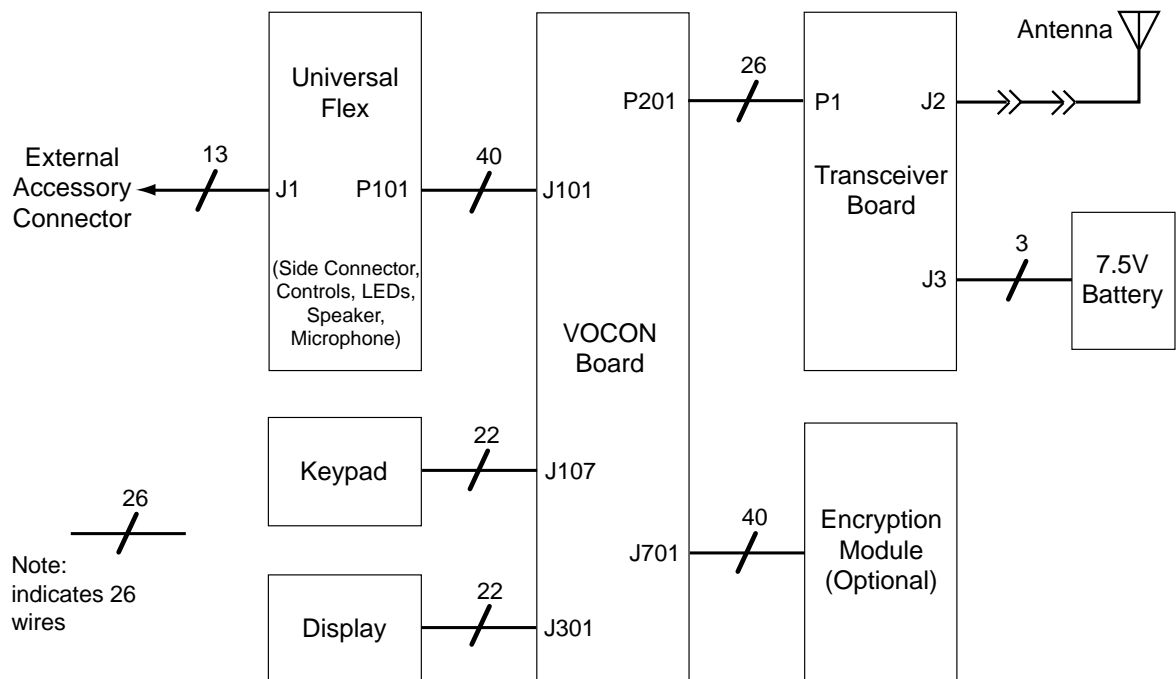 Antenna
Universal
Flex
26
P201
P1
J2
13
External
Accessory
Connector
J1
P101
40
J101
Transceiver
Board
(Side Connector,
Controls, LEDs,
Speaker,
Microphone)
3
J3
7.5V
Battery
VOCON
Board
Keypad
22
J107
26
Note:
indicates 26
wires
J701
40
Encryption
Module
(Optional)
Display
22
J301